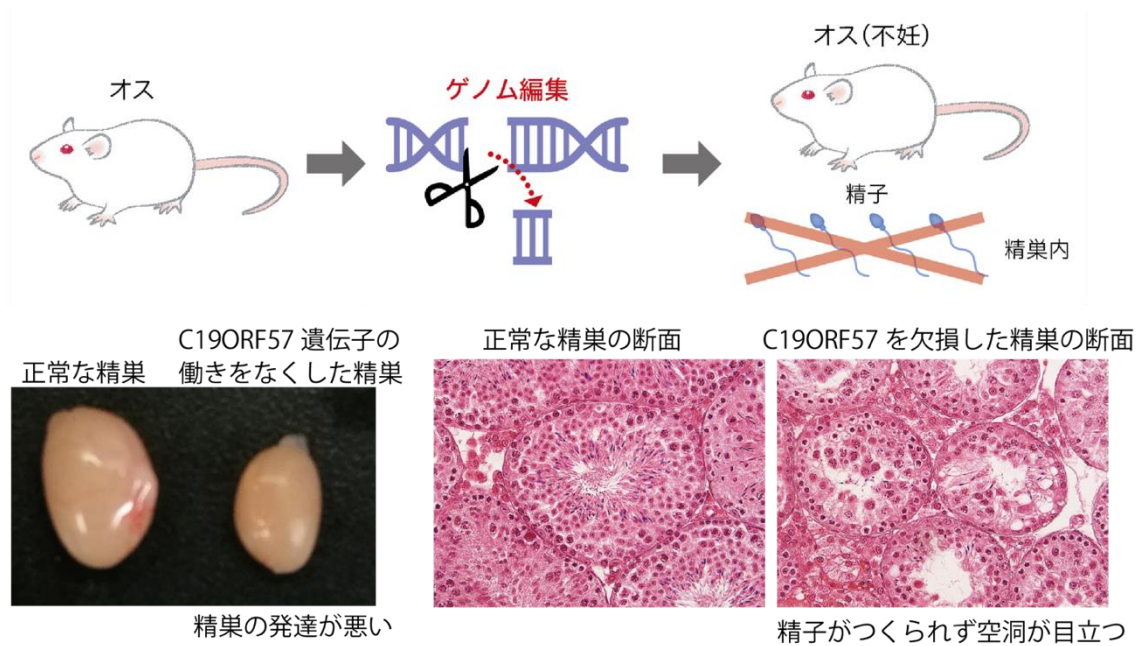 オス
ゲノム編集
オス(不妊)
精子
精巣内
正常な精巣
C19ORF57 遺伝子の
働きをなくした精巣
精巣の発達が悪い
正常な精巣の断面
C19ORF57 を欠損した精巣の断面
精子がつくられず空洞が目立つ